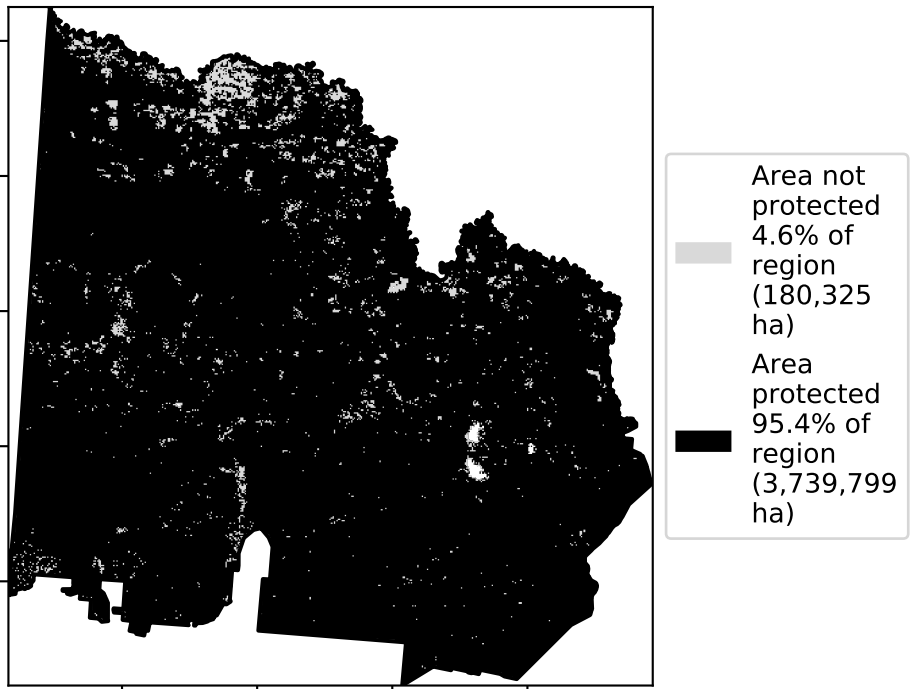 Area not
protected
4.6% of
region
(180,325
ha)
Area
protected
95.4% of
region
(3,739,799
ha)